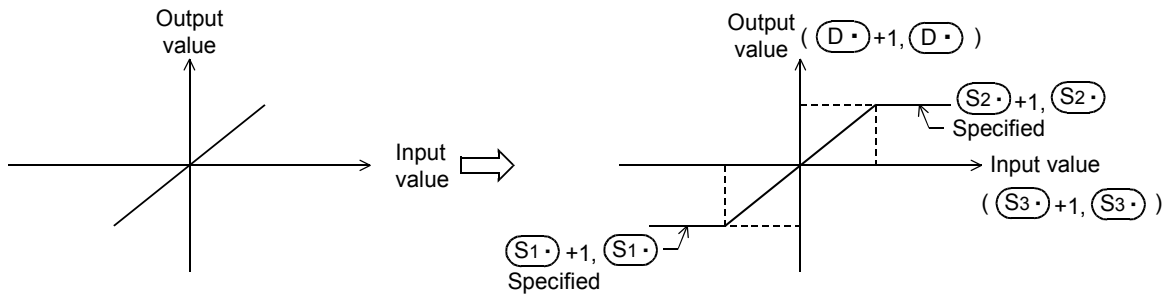 Output
value
Input
value
Output
value
( D· +1, D· )
S2· +1, S2·
Specified
Input value
( S3· +1, S3· )
S1· +1, S1·
Specified